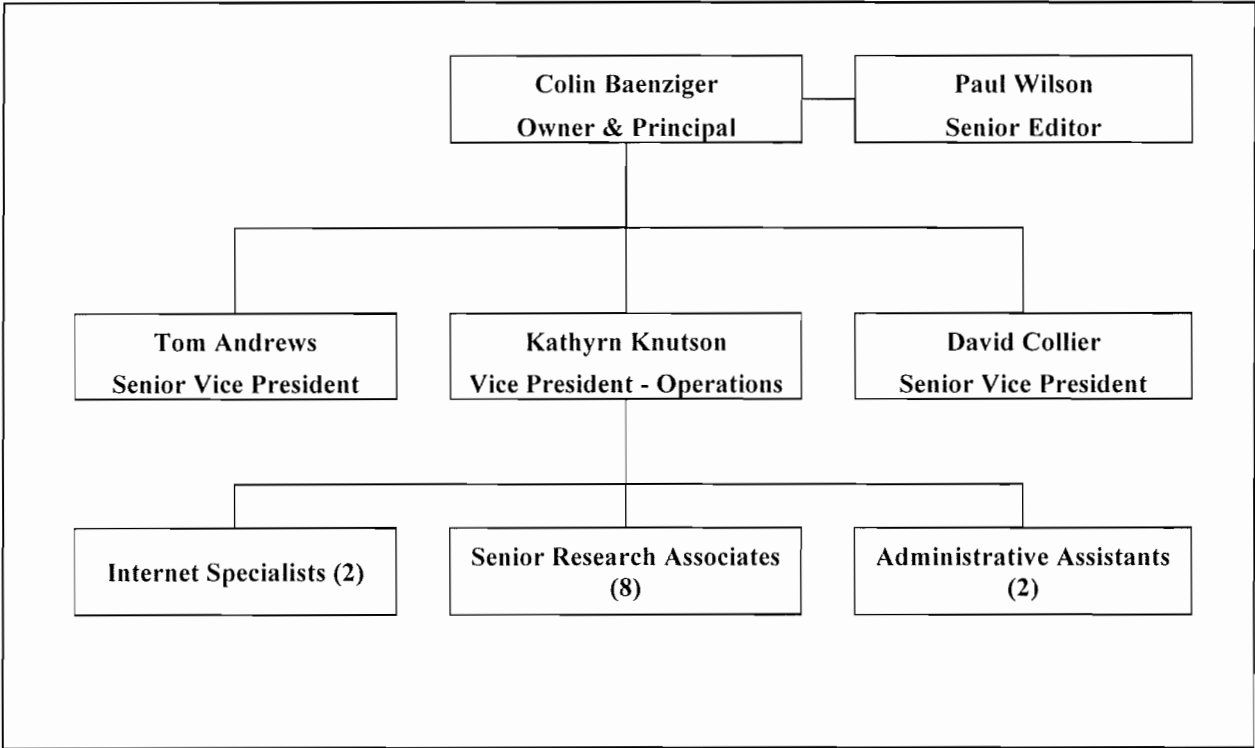 Colin Baenziger
Owner & Principal
Paul Wilson
Senior Editor
Tom Andrews
Senior Vice President
Kathyrn Knutson
Vice President - Operations
David Collier
Senior Vice President
Internet Specialists (2)
Senior Research Associates
(8)
Administrative Assistants
(2)